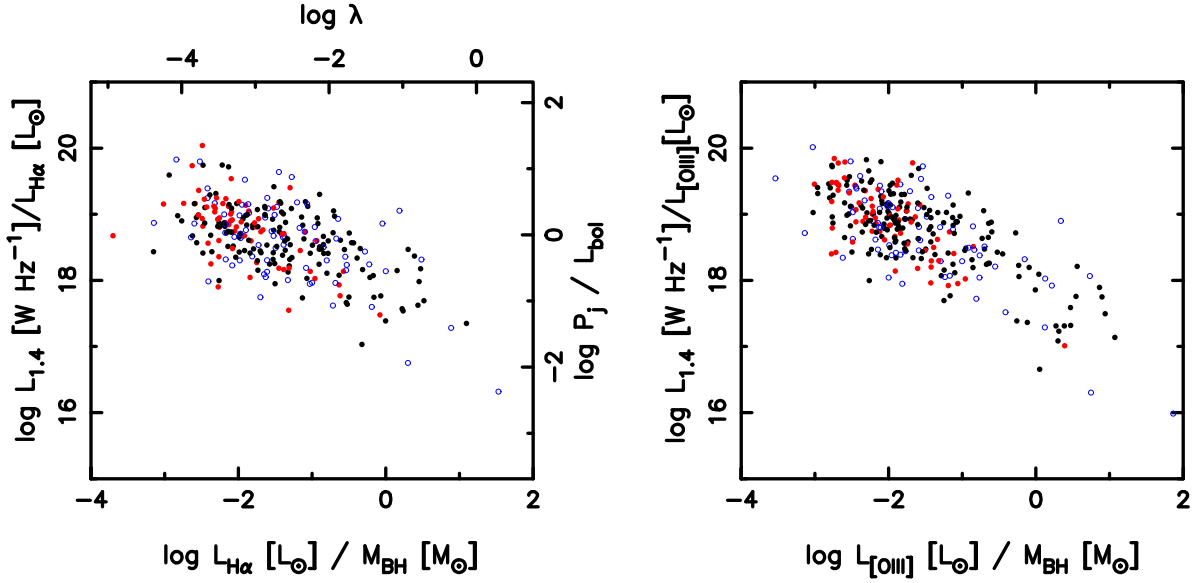 log λ
−4 −2 0
log L1.4 [W Hz−1]/LHα [L⊙]
20
18
16
2
0
−2
log Pj / Lbol
−4 −2 0 2
log LHα [L⊙] / MBH [M⊙]
log L1.4 [W Hz−1]/L[OIII][L⊙
20
18
16
−4 −2 0 2
log L[OIII] [L⊙] / MBH [M⊙]